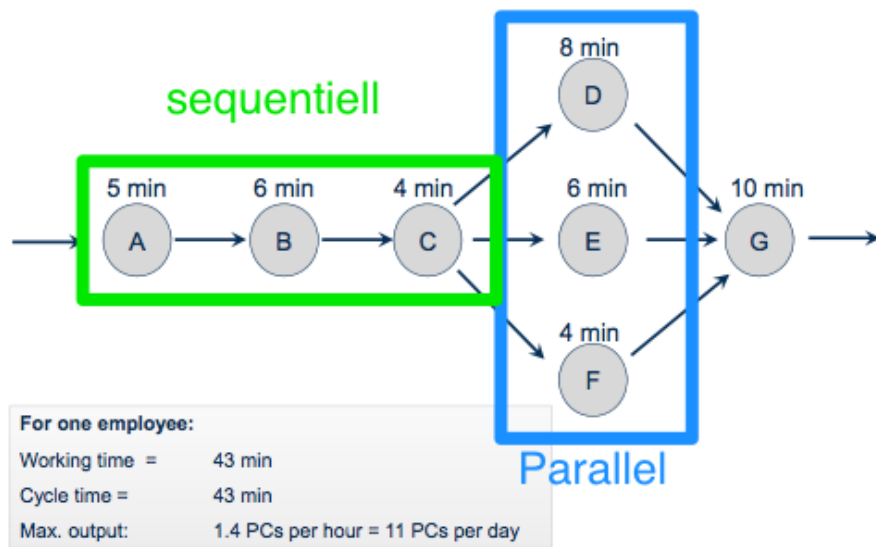 8 min
D
sequentiell
5 min
6 min
4 min
6 min
10 min
A
B
C
E
G
4 min
F
For one employee:
Working time = 43 min
Cycle time = 43 min
Max. output: 1.4 PCs per hour = 11 PCs per day
Parallel